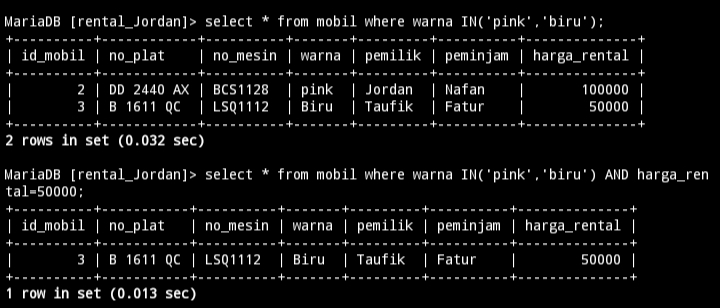 MariaDB [rental_Jordan]> select * from mobil where warna IN('pink','biru');
+----------+------------+----------+-------+---------+----------+--------------+
| id_mobil | no_plat    | no_mesin | warna | pemilik | peminjam | harga_rental |
+----------+------------+----------+-------+---------+----------+--------------+
|        2 | DD 2440 AX | BCS1128  | pink  | Jordan  | Nafan    |       100000 |
|        3 | B 1611 QC  | LSQ1112  | Biru  | Taufik  | Fatur    |        50000 |
+----------+------------+----------+-------+---------+----------+--------------+
2 rows in set (0.032 sec)
MariaDB [rental_Jordan]> select * from mobil where warna IN('pink','biru') AND harga_ren
tal=50000;
+----------+-----------+----------+-------+---------+----------+--------------+
| id_mobil | no_plat   | no_mesin | warna | pemilik | peminjam | harga_rental |
+----------+-----------+----------+-------+---------+----------+--------------+
|        3 | B 1611 QC | LSQ1112  | Biru  | Taufik  | Fatur    |        50000 |
+----------+-----------+----------+-------+---------+----------+--------------+
1 row in set (0.013 sec)